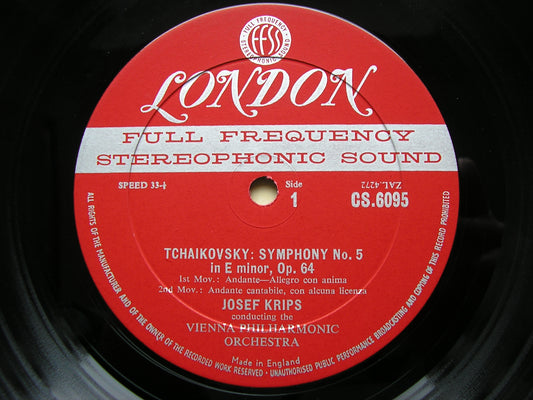 FULL FREQUENCY
STEREOPHONIC SOUND
FFSS
LONDON
FULL FREQUENCY
STEREOPHONIC SOUND
SPEED 33⅓
Side
1
ZAL.4272
CS.6095
TCHAIKOVSKY: SYMPHONY No. 5
in E minor, Op. 64
1st Mov.: Andante—Allegro con anima
2nd Mov.: Andante cantabile, con alcuna licenza
JOSEF KRIPS
conducting the
VIENNA PHILHARMONIC
ORCHESTRA
Made in England
ALL RIGHTS OF THE MANUFACTURER AND OF THE OWNER OF THE RECORDED WORK RESERVED · UNAUTHORISED PUBLIC PERFORMANCE BROADCASTING AND COPYING OF THIS RECORD PROHIBITED